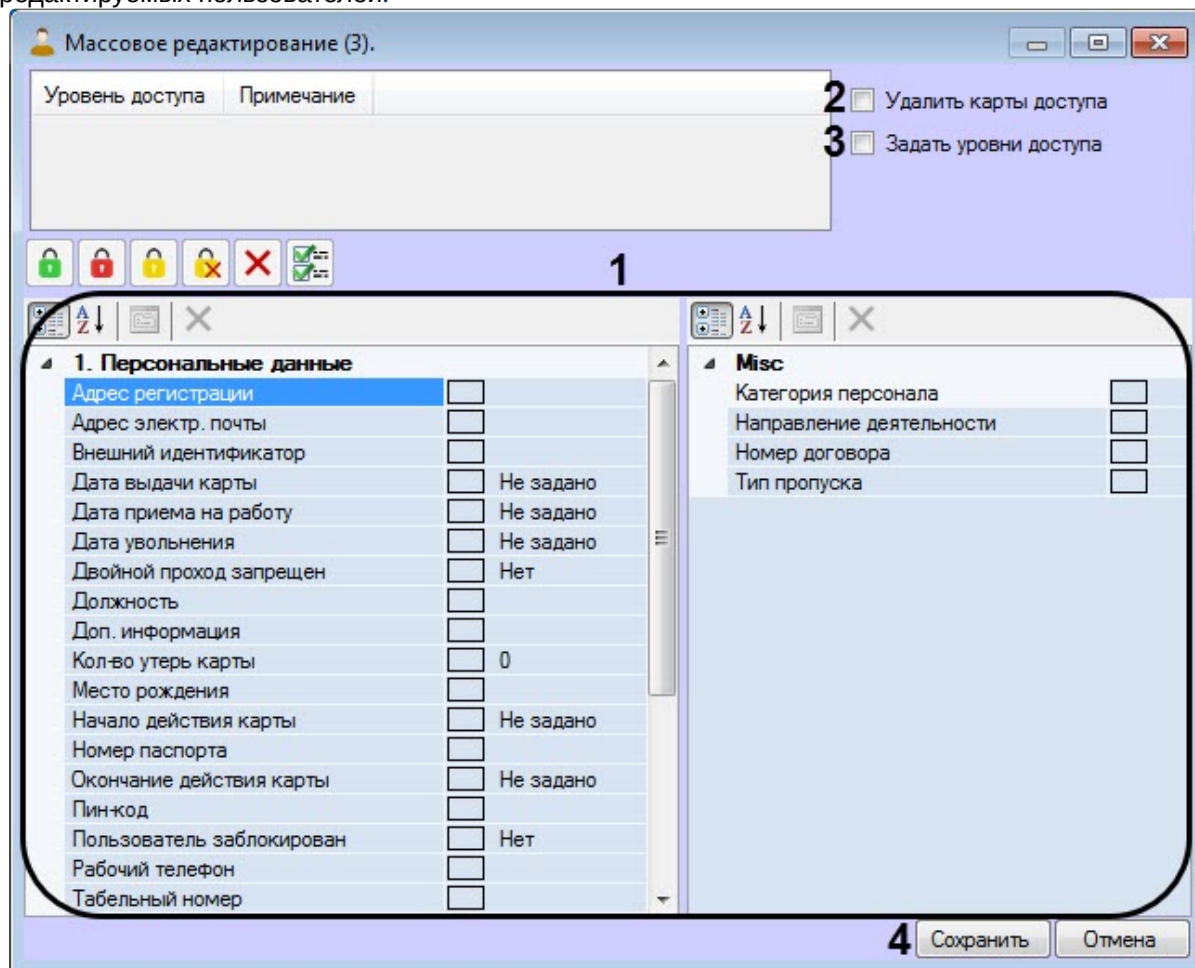 редактируемых пользователей.
Массовое редактирование (3).
Уровень доступа Примечание
2 Удалить карты доступа
3 Задать уровни доступа
1
1. Персональные данные
Адрес регистрации
Адрес электр. почты
Внешний идентификатор
Дата выдачи карты Не задано
Дата приема на работу Не задано
Дата увольнения Не задано
Двойной проход запрещен Нет
Должность
Доп. информация
Кол-во утерь карты 0
Место рождения
Начало действия карты Не задано
Номер паспорта
Окончание действия карты Не задано
Пин-код
Пользователь заблокирован Нет
Рабочий телефон
Табельный номер
Misc
Категория персонала
Направление деятельности
Номер договора
Тип пропуска
4 Сохранить Отмена